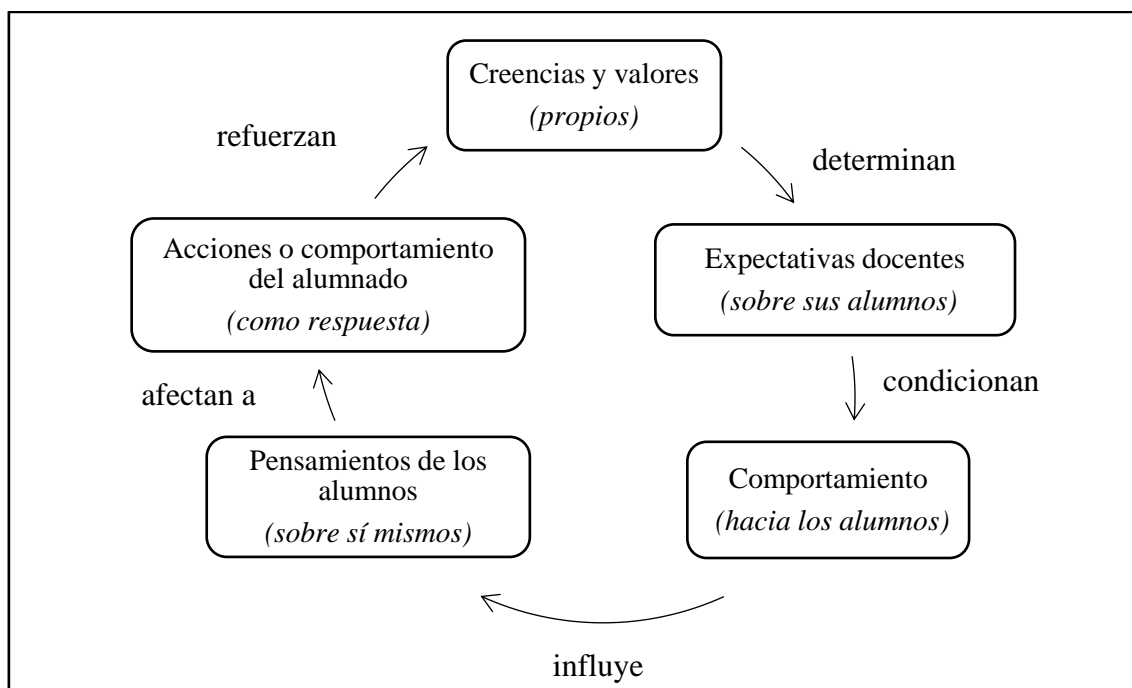 Creencias y valores
(propios)
refuerzan
determinan
Acciones o comportamiento
del alumnado
(como respuesta)
Expectativas docentes
(sobre sus alumnos)
afectan a
condicionan
Pensamientos de los
alumnos
(sobre sí mismos)
Comportamiento
(hacia los alumnos)
influye